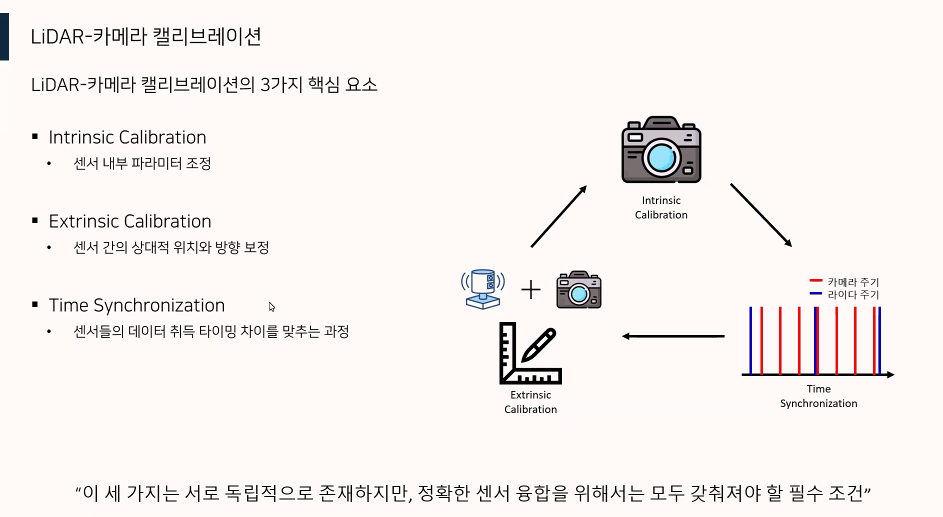 LiDAR-카메라 캘리브레이션
LiDAR-카메라 캘리브레이션의 3가지 핵심 요소
▪ Intrinsic Calibration
• 센서 내부 파라미터 조정
▪ Extrinsic Calibration
• 센서 간의 상대적 위치와 방향 보정
▪ Time Synchronization
• 센서들의 데이터 취득 타이밍 차이를 맞추는 과정
Intrinsic
Calibration
카메라 주기
라이다 주기
Time
Synchronization
Extrinsic
Calibration
“이 세 가지는 서로 독립적으로 존재하지만, 정확한 센서 융합을 위해서는 모두 갖춰져야 할 필수 조건”